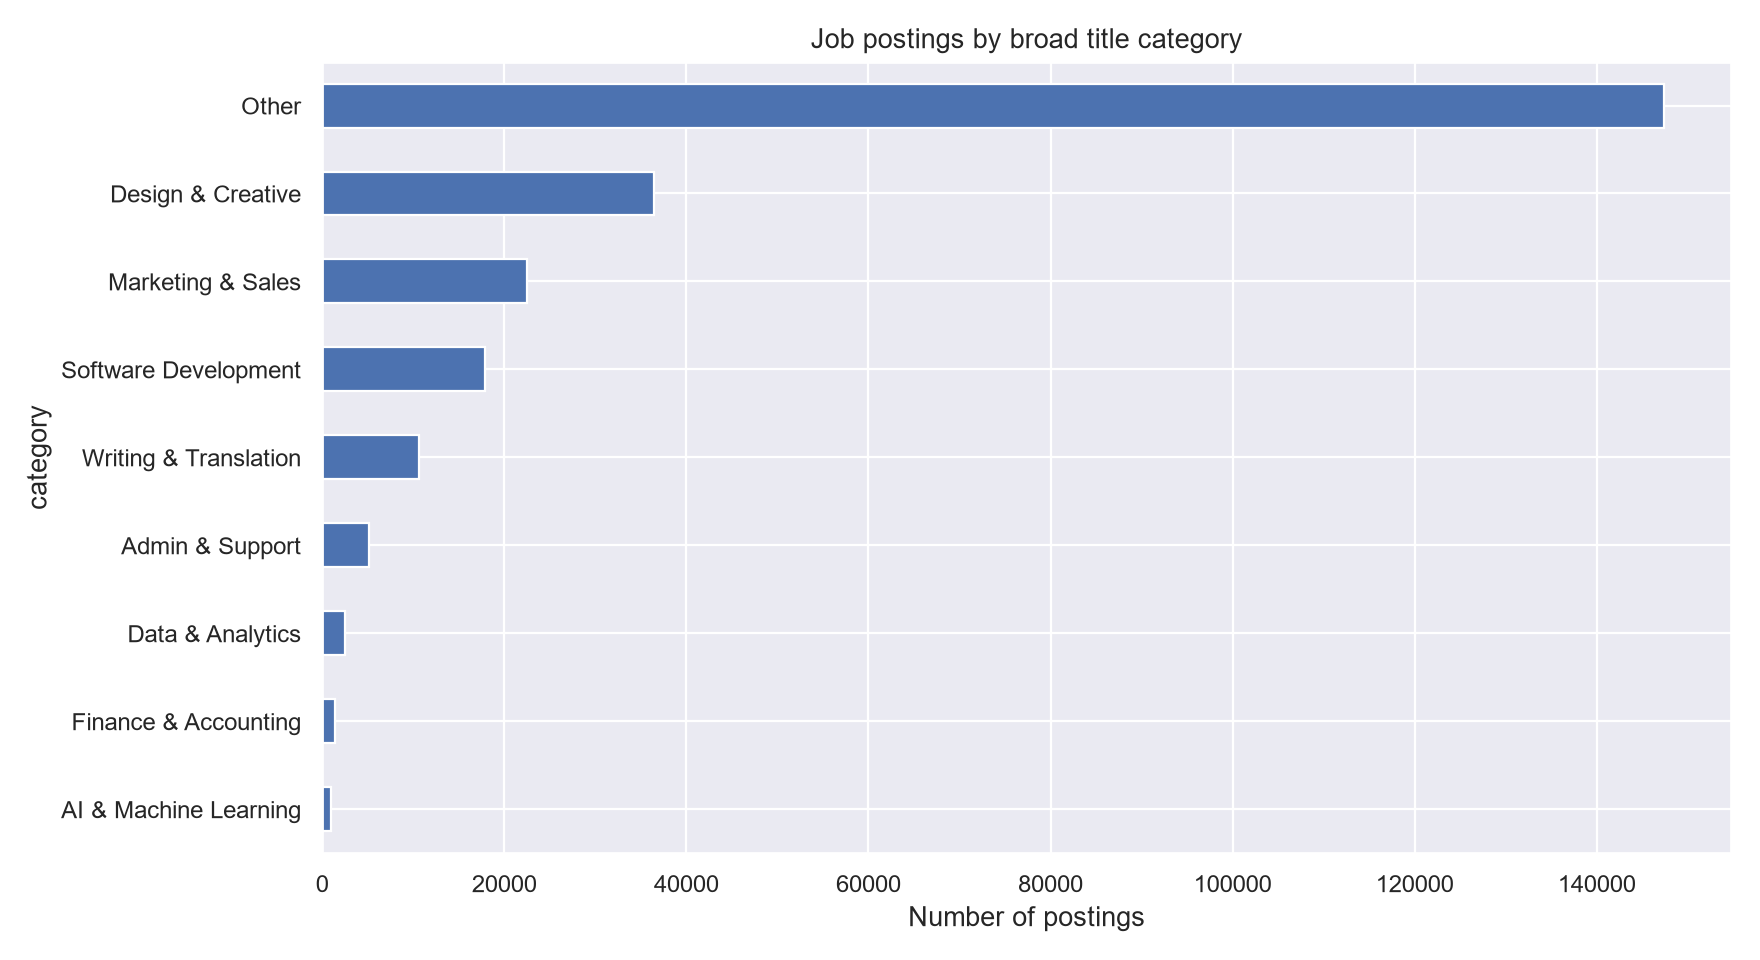 Job postings by broad title category
Other
Design & Creative
Marketing & Sales
Software Development
Writing & Translation
Admin & Support
Data & Analytics
Finance & Accounting
AI & Machine Learning
category
0 20000 40000 60000 80000 100000 120000 140000
Number of postings